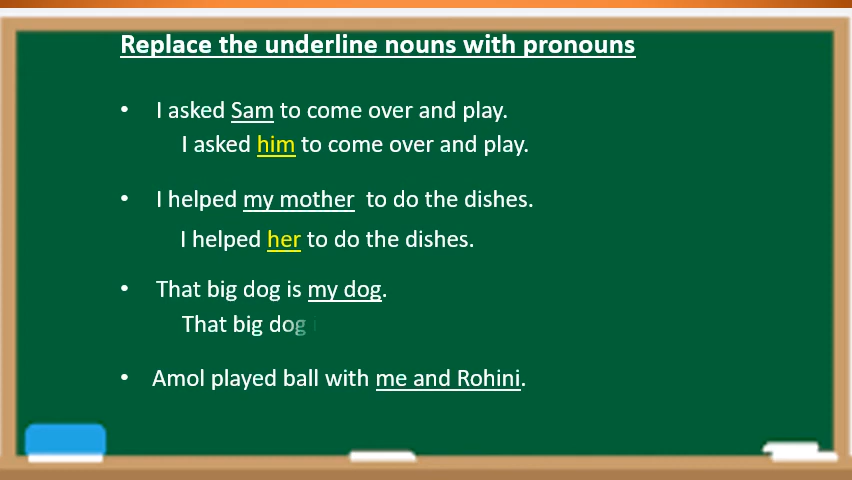 Replace the underline nouns with pronouns
• I asked Sam to come over and play.
I asked him to come over and play.
• I helped my mother to do the dishes.
I helped her to do the dishes.
• That big dog is my dog.
That big dog
• Amol played ball with me and Rohini.